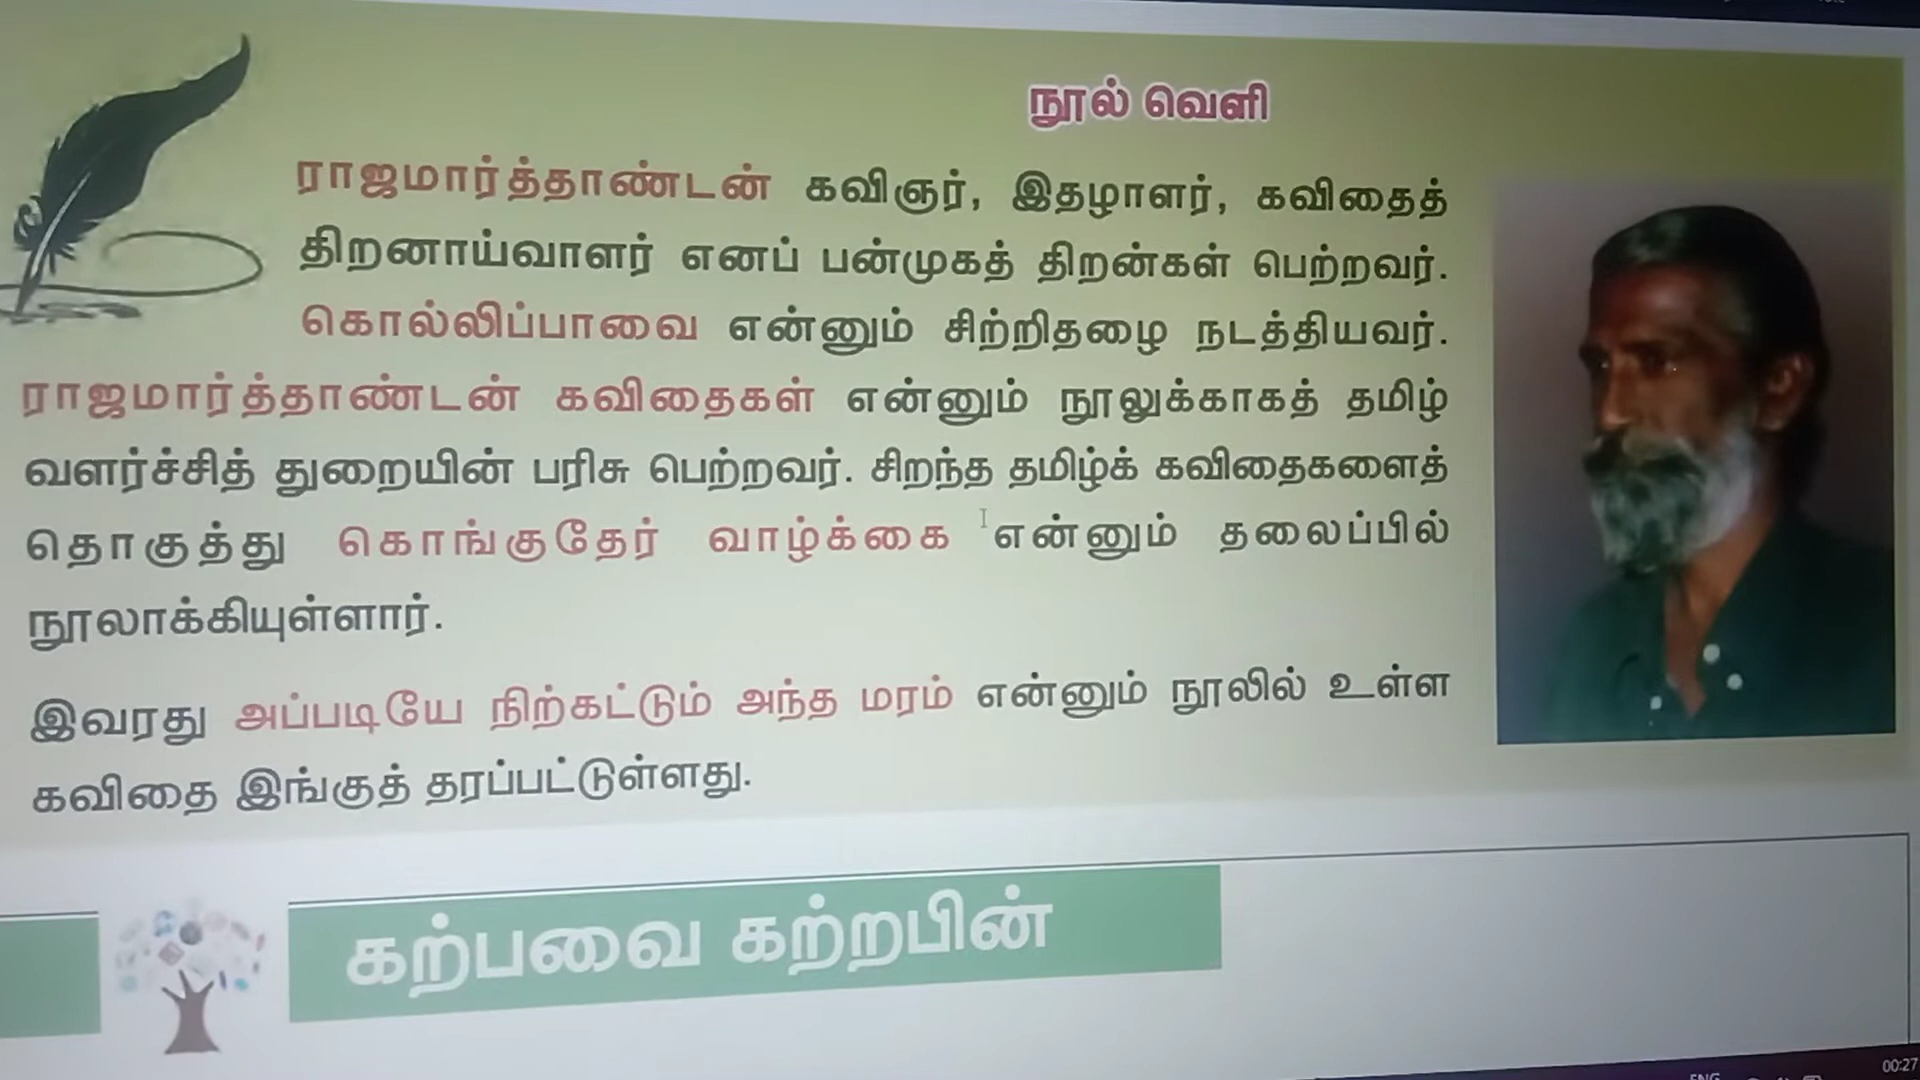 நூல் வெளி
ராஜமார்த்தாண்டன் கவிஞர், இதழாளர், கவிதைத்
திறனாய்வாளர் எனப் பன்முகத் திறன்கள் பெற்றவர்.
கொல்லிப்பாவை என்னும் சிற்றிதழை நடத்தியவர்.
ராஜமார்த்தாண்டன் கவிதைகள் என்னும் நூலுக்காகத் தமிழ்
வளர்ச்சித் துறையின் பரிசு பெற்றவர். சிறந்த தமிழ்க் கவிதைகளைத்
தொகுத்து கொங்குதேர் வாழ்க்கை என்னும் தலைப்பில்
நூலாக்கியுள்ளார்.
இவரது அப்படியே நிற்கட்டும் அந்த மரம் என்னும் நூலில் உள்ள
கவிதை இங்குத் தரப்பட்டுள்ளது.
கற்பவை கற்றபின்
00:27